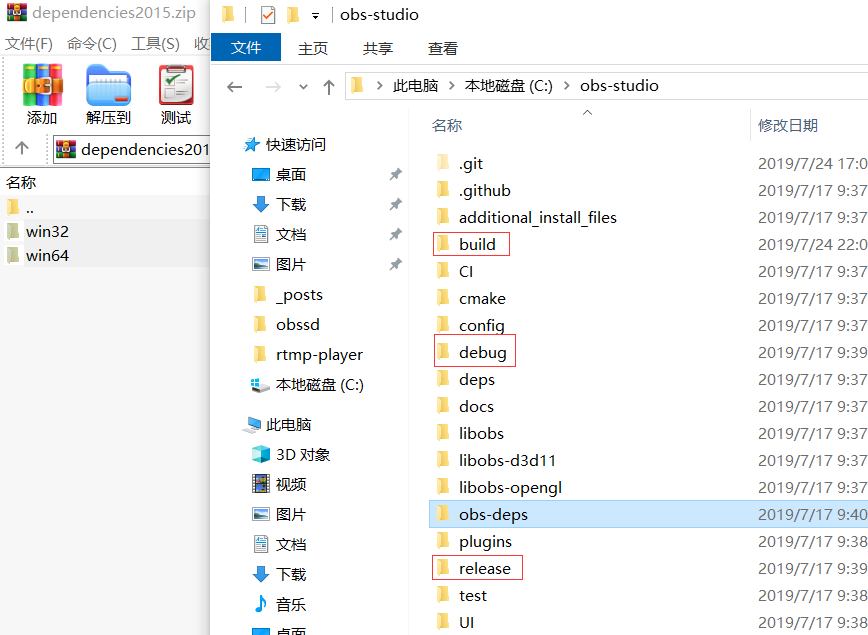 dependencies2015.zip
文件(F) 命令(C) 工具(S) 收
添加 解压到 测试
dependencies201
名称
..
win32
win64
obs-studio
文件 主页 共享 查看
此电脑 本地磁盘 (C:) obs-studio
快速访问
桌面
下载
文档
图片
_posts
obssd
rtmp-player
本地磁盘 (C:)
此电脑
3D 对象
视频
图片
文档
下载
音乐
桌面
名称 修改日期
.git 2019/7/24 17:0
.github 2019/7/17 9:37
additional_install_files 2019/7/17 9:37
build 2019/7/24 22:0
CI 2019/7/17 9:37
cmake 2019/7/17 9:37
config 2019/7/17 9:37
debug 2019/7/17 9:39
deps 2019/7/17 9:37
docs 2019/7/17 9:37
libobs 2019/7/17 9:37
libobs-d3d11 2019/7/17 9:37
libobs-opengl 2019/7/17 9:37
obs-deps 2019/7/17 9:40
plugins 2019/7/17 9:38
release 2019/7/17 9:39
test 2019/7/17 9:38
UI 2019/7/17 9:38